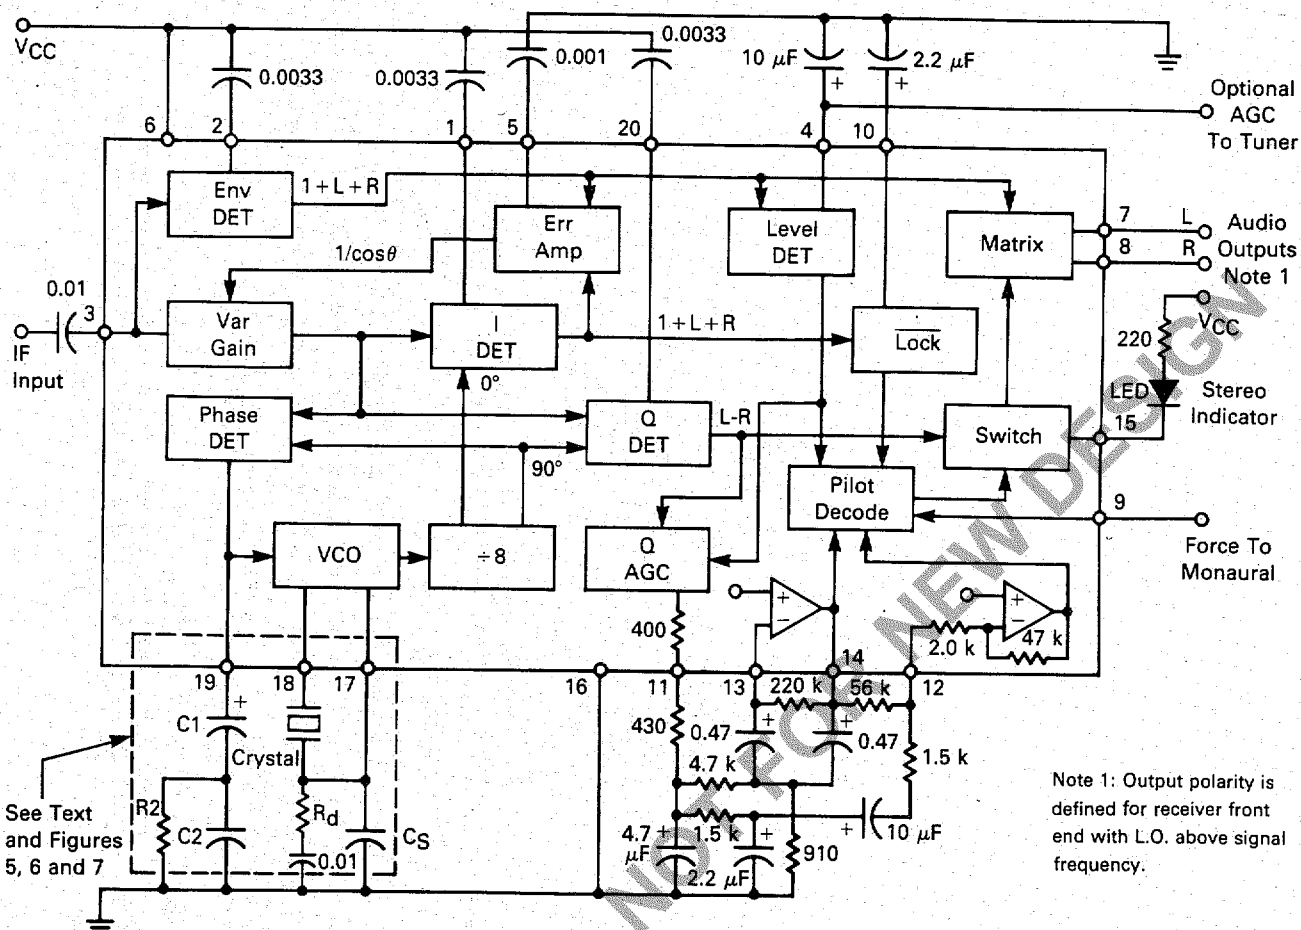 VCC
0.0033
0.0033
0.001
0.0033
10 μF
2.2 μF
+
+
Optional
AGC
To Tuner
6
2
1
5
20
4
10
Env
DET
1+L+R
Err
Amp
Level
DET
Matrix
7
L
8
R
Audio
Outputs
Note 1
1/cosθ
0.01
3
IF
Input
Var
Gain
I
DET
0°
1+L+R
Lock
VCC
220
LED
Stereo
Indicator
15
Phase
DET
Q
DET
L-R
Switch
90°
Pilot
Decode
9
Force To
Monaural
VCO
÷8
Q
AGC
+
−
+
−
400
2.0 k
47 k
19
18
17
16
11
13
14
12
C1
+
Crystal
430
220 k
56 k
0.47
+
+
0.47
4.7 k
1.5 k
R2
C2
Rd
0.01
CS
4.7
μF
+
1.5 k
+
2.2 μF
910
+
10 μF
See Text
and Figures
5, 6 and 7
Note 1: Output polarity is
defined for receiver front
end with L.O. above signal
frequency.
NOT FOR NEW DESIGN